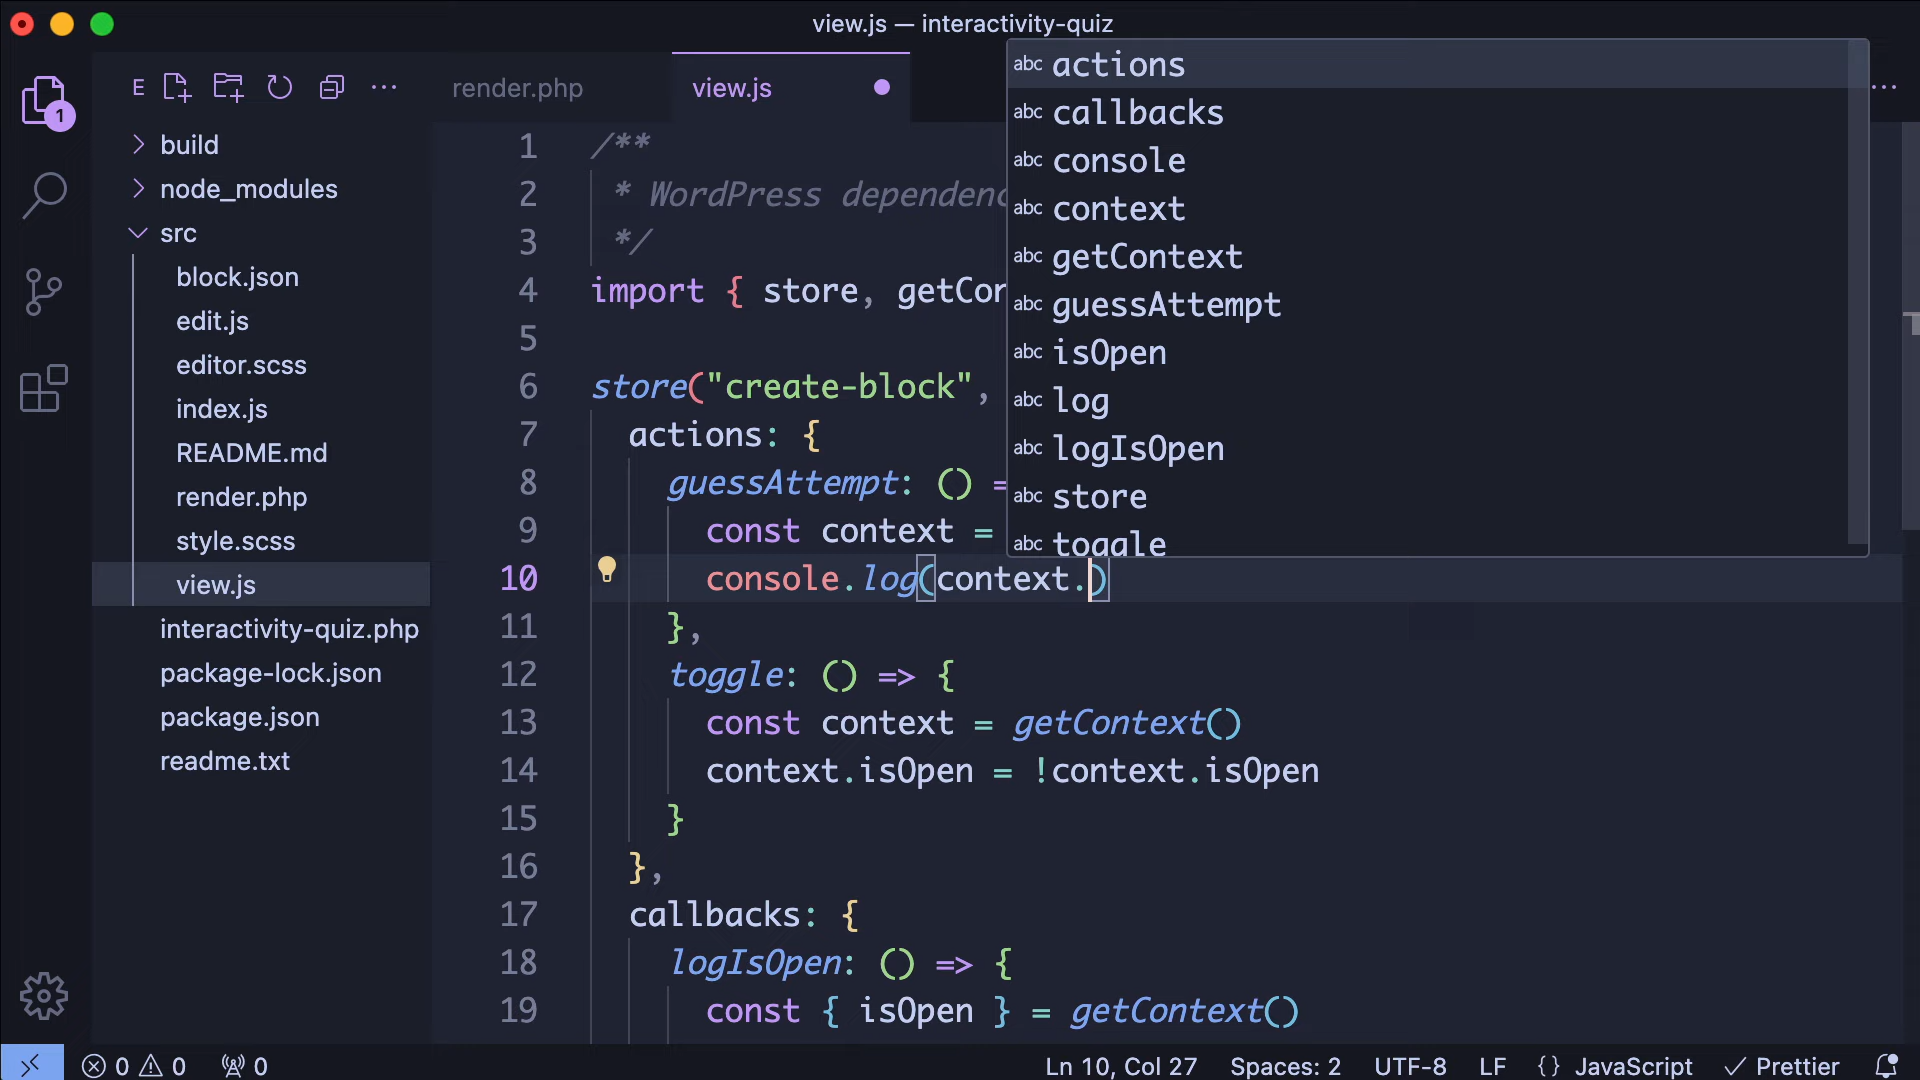 view.js — interactivity-quiz
E
1
build
node_modules
src
block.json
edit.js
editor.scss
index.js
README.md
render.php
style.scss
view.js
interactivity-quiz.php
package-lock.json
package.json
readme.txt
render.php
view.js
1 /**
2 * WordPress dependenc
3 */
4 import { store, getCon
5
6 store("create-block",
7 actions: {
8 guessAttempt: () =
9 const context =
10 console.log(context.)
11 },
12 toggle: () => {
13 const context = getContext()
14 context.isOpen = !context.isOpen
15 }
16 },
17 callbacks: {
18 logIsOpen: () => {
19 const { isOpen } = getContext()
abc actions
abc callbacks
abc console
abc context
abc getContext
abc guessAttempt
abc isOpen
abc log
abc logIsOpen
abc store
abc toggle
0 0 0 Ln 10, Col 27 Spaces: 2 UTF-8 LF {} JavaScript Prettier